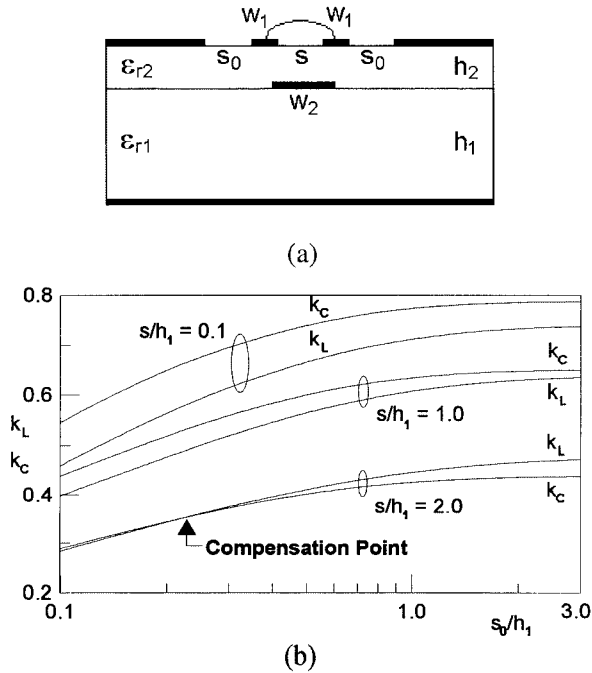 W1 W1
εr2 s0 s s0 h2
W2
εr1 h1
(a)
0.8
kC
s/h1 = 0.1
kL
kC
0.6
kL
kL
s/h1 = 1.0
kC
kL
0.4
kC
s/h1 = 2.0
Compensation Point
0.2
0.1 1.0 3.0
s0/h1
(b)